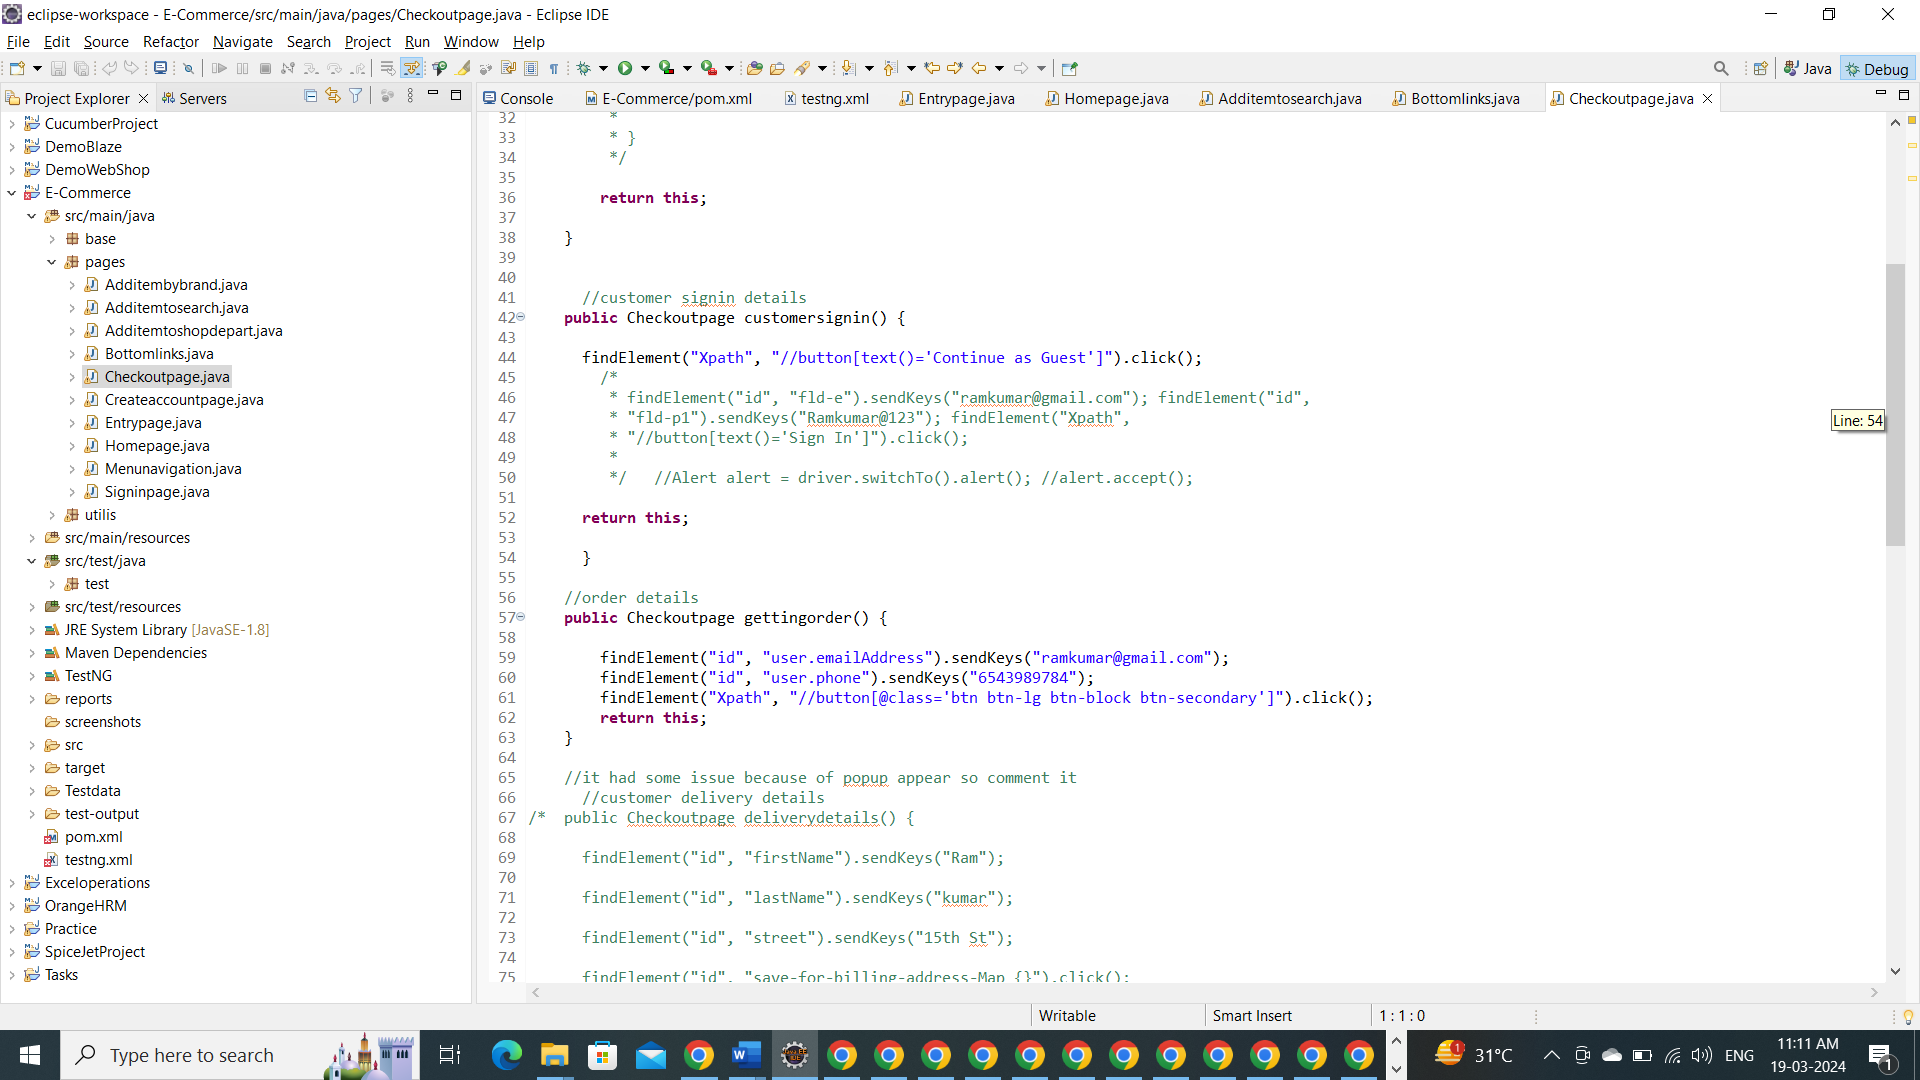 eclipse-workspace - E-Commerce/src/main/java/pages/Checkoutpage.java - Eclipse IDE
File Edit Source Refactor Navigate Search Project Run Window Help
Java Debug
Project Explorer Servers
Console E-Commerce/pom.xml testng.xml Entrypage.java Homepage.java Additemtosearch.java Bottomlinks.java Checkoutpage.java
CucumberProject
DemoBlaze
DemoWebShop
E-Commerce
src/main/java
base
pages
Additembybrand.java
Additemtosearch.java
Additemtoshopdepart.java
Bottomlinks.java
Checkoutpage.java
Createaccountpage.java
Entrypage.java
Homepage.java
Menunavigation.java
Signinpage.java
utilis
src/main/resources
src/test/java
test
src/test/resources
JRE System Library [JavaSE-1.8]
Maven Dependencies
TestNG
reports
screenshots
src
target
Testdata
test-output
pom.xml
testng.xml
Exceloperations
OrangeHRM
Practice
SpiceJetProject
Tasks
32 *
33 * }
34 */
35
36 return this;
37
38 }
39
40
41 //customer signin details
42 public Checkoutpage customersignin() {
43
44 findElement("Xpath", "//button[text()='Continue as Guest']").click();
45 /*
46 * findElement("id", "fld-e").sendKeys("ramkumar@gmail.com"); findElement("id",
47 * "fld-p1").sendKeys("Ramkumar@123"); findElement("Xpath",
48 * "//button[text()='Sign In']").click();
49 *
50 */ //Alert alert = driver.switchTo().alert(); //alert.accept();
51
52 return this;
53
54 }
55
56 //order details
57 public Checkoutpage gettingorder() {
58
59 findElement("id", "user.emailAddress").sendKeys("ramkumar@gmail.com");
60 findElement("id", "user.phone").sendKeys("6543989784");
61 findElement("Xpath", "//button[@class='btn btn-lg btn-block btn-secondary']").click();
62 return this;
63 }
64
65 //it had some issue because of popup appear so comment it
66 //customer delivery details
67 /* public Checkoutpage deliverydetails() {
68
69 findElement("id", "firstName").sendKeys("Ram");
70
71 findElement("id", "lastName").sendKeys("kumar");
72
73 findElement("id", "street").sendKeys("15th St");
74
75 findElement("id", "save-for-billing-address-Map {}").click();
Line: 54
Writable Smart Insert 1 : 1 : 0
Type here to search
31°C ENG 11:11 AM
19-03-2024
1